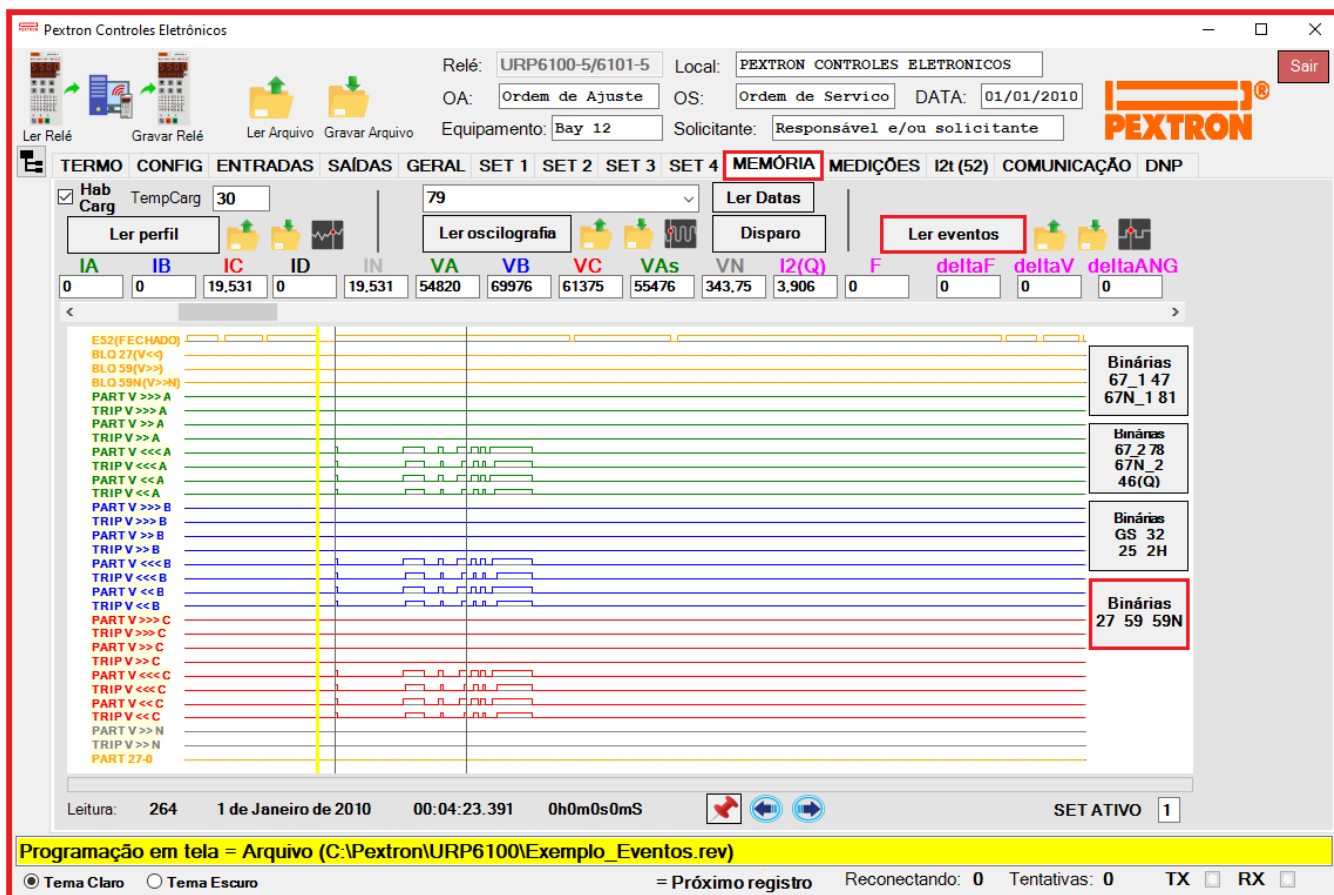 PEXTRON Pextron Controles Eletrônicos
Relé: URP6100-5/6101-5 Local: PEXTRON CONTROLES ELETRONICOS Sair
OA: Ordem de Ajuste OS: Ordem de Servico DATA: 01/01/2010
Ler Relé Gravar Relé Ler Arquivo Gravar Arquivo Equipamento: Bay 12 Solicitante: Responsável e/ou solicitante PEXTRON ®
TERMO CONFIG ENTRADAS SAÍDAS GERAL SET 1 SET 2 SET 3 SET 4 MEMÓRIA MEDIÇÕES I2t (52) COMUNICAÇÃO DNP
Hab Carg TempCarg 30 79 Ler Datas
Ler perfil Ler oscilografia Disparo Ler eventos
IA IB IC ID IN VA VB VC VAs VN I2(Q) F deltaF deltaV deltaANG
0 0 19,531 0 19,531 54820 69976 61375 55476 343,75 3,906 0 0 0 0
E52(FECHADO)
BLQ 27(V<<)
BLQ 59(V>>)
BLQ 59N(V>>N)
PART V >>> A
TRIP V >>> A
PART V >> A
TRIP V >> A
PART V <<< A
TRIP V <<< A
PART V << A
TRIP V << A
PART V >>> B
TRIP V >>> B
PART V >> B
TRIP V >> B
PART V <<< B
TRIP V <<< B
PART V << B
TRIP V << B
PART V >>> C
TRIP V >>> C
PART V >> C
TRIP V >> C
PART V <<< C
TRIP V <<< C
PART V << C
TRIP V << C
PART V >> N
TRIP V >> N
PART 27-0
Binárias
67_1 47
67N_1 81
Binárias
67_2 78
67N_2
46(Q)
Binárias
GS 32
25 2H
Binárias
27 59 59N
Leitura: 264 1 de Janeiro de 2010 00:04:23.391 0h0m0s0mS SET ATIVO 1
Programação em tela = Arquivo (C:\Pextron\URP6100\Exemplo_Eventos.rev)
Tema Claro Tema Escuro = Próximo registro Reconectando: 0 Tentativas: 0 TX RX